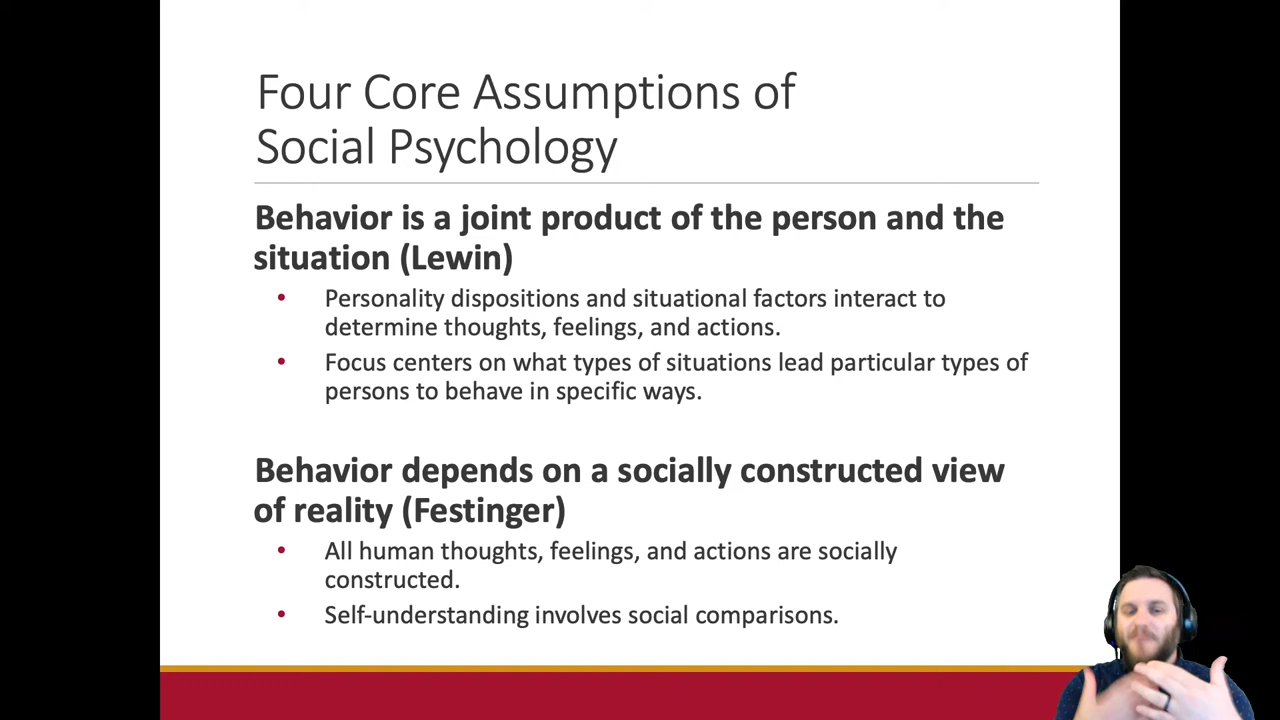 Four Core Assumptions of
Social Psychology
Behavior is a joint product of the person and the
situation (Lewin)
• Personality dispositions and situational factors interact to
determine thoughts, feelings, and actions.
• Focus centers on what types of situations lead particular types of
persons to behave in specific ways.
Behavior depends on a socially constructed view
of reality (Festinger)
• All human thoughts, feelings, and actions are socially
constructed.
• Self-understanding involves social comparisons.